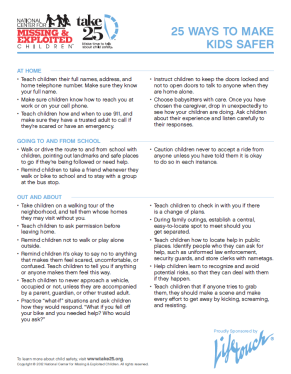 NATIONAL
CENTER FOR
MISSING &
EXPLOITED
CHILDREN
take
25
25 WAYS TO MAKE
KIDS SAFER
AT HOME
• Teach children their full names, address, and
home telephone number. Make sure they know
your full name.
• Make sure children know how to reach you at
work or on your cell phone.
• Teach children how and when to use 911, and
make sure they have a trusted adult to call if
they're scared or have an emergency.
• Instruct children to keep the doors locked and
not to open doors to talk to anyone when they
are home alone.
• Choose babysitters with care. Once you have
chosen the caregiver, drop in unexpectedly to
see how your children are doing. Ask children
about their experience and listen carefully to
their responses.
GOING TO AND FROM SCHOOL
• Walk or drive the route to and from school with
children, pointing out landmarks and safe places
to go if they're being followed or need help.
• Remind children to take a friend whenever they
walk or bike to school and to stay with a group
at the bus stop.
• Caution children never to accept a ride from
anyone unless you have told them it is okay
to do so in each instance.
OUT AND ABOUT
• Take children on a walking tour of the
neighborhood, and tell them whose homes
they may visit without you.
• Teach children to ask permission before
leaving home.
• Remind children not to walk or play alone
outside.
• Remind children it's okay to say no to anything
that makes them feel scared, uncomfortable, or
confused. Teach children to tell you if anything
or anyone makes them feel this way.
• Teach children to never approach a vehicle,
occupied or not, unless they are accompanied
by a parent, guardian, or other trusted adult.
• Practice "what if" situations and ask children
how they would respond. "What if you fell off
your bike and you needed help? Who would
you ask?"
• Teach children to check in with you if there
is a change of plans.
• During family outings, establish a central,
easy-to-locate spot to meet should you
get separated.
• Teach children how to locate help in public
places. Identify people who they can ask for
help, such as uniformed law enforcement,
security guards, and store clerks with nametags.
• Help children learn to recognize and avoid
potential risks, so that they can deal with them
if they happen.
• Teach children that if anyone tries to grab
them, they should make a scene and make
every effort to get away by kicking, screaming,
and resisting.
Proudly Sponsored by
Lifetouch
To learn more about child safety, visit www.take25.org
Copyright © National Center for Missing & Exploited Children. All rights reserved.